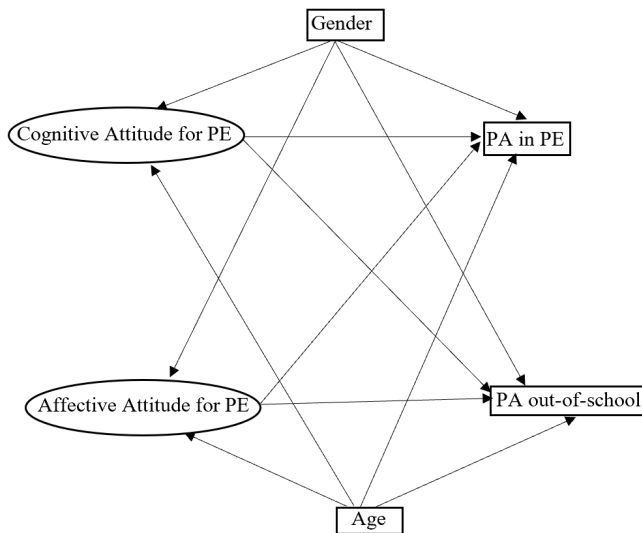 Gender
Cognitive Attitude for PE
PA in PE
Affective Attitude for PE
PA out-of-school
Age